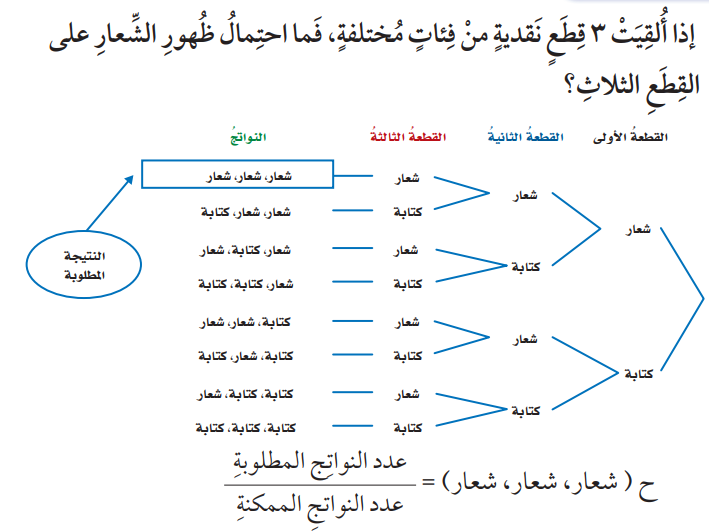 إذا أُلقِيَتْ ٣ قِطَعٍ نَقديةٍ منْ فِئاتٍ مُختلفةٍ، فَما احتِمالُ ظُهورِ الشِّعارِ على
القِطَعِ الثلاثِ؟
القطعةُ الأولى القطعةُ الثانيةُ القطعةُ الثالثةُ النواتجُ
شعار شعار، شعار، شعار
شعار
كتابة شعار، شعار، كتابة
شعار
شعار شعار، كتابة، شعار
كتابة
كتابة شعار، كتابة، كتابة
النتيجة
المطلوبة
شعار كتابة، شعار، شعار
شعار
كتابة كتابة، شعار، كتابة
كتابة
شعار كتابة، كتابة، شعار
كتابة
كتابة كتابة، كتابة، كتابة
ح ( شعار، شعار، شعار) = عدد النواتِجِ المطلوبةِ
عدد النواتجِ الممكنةِ